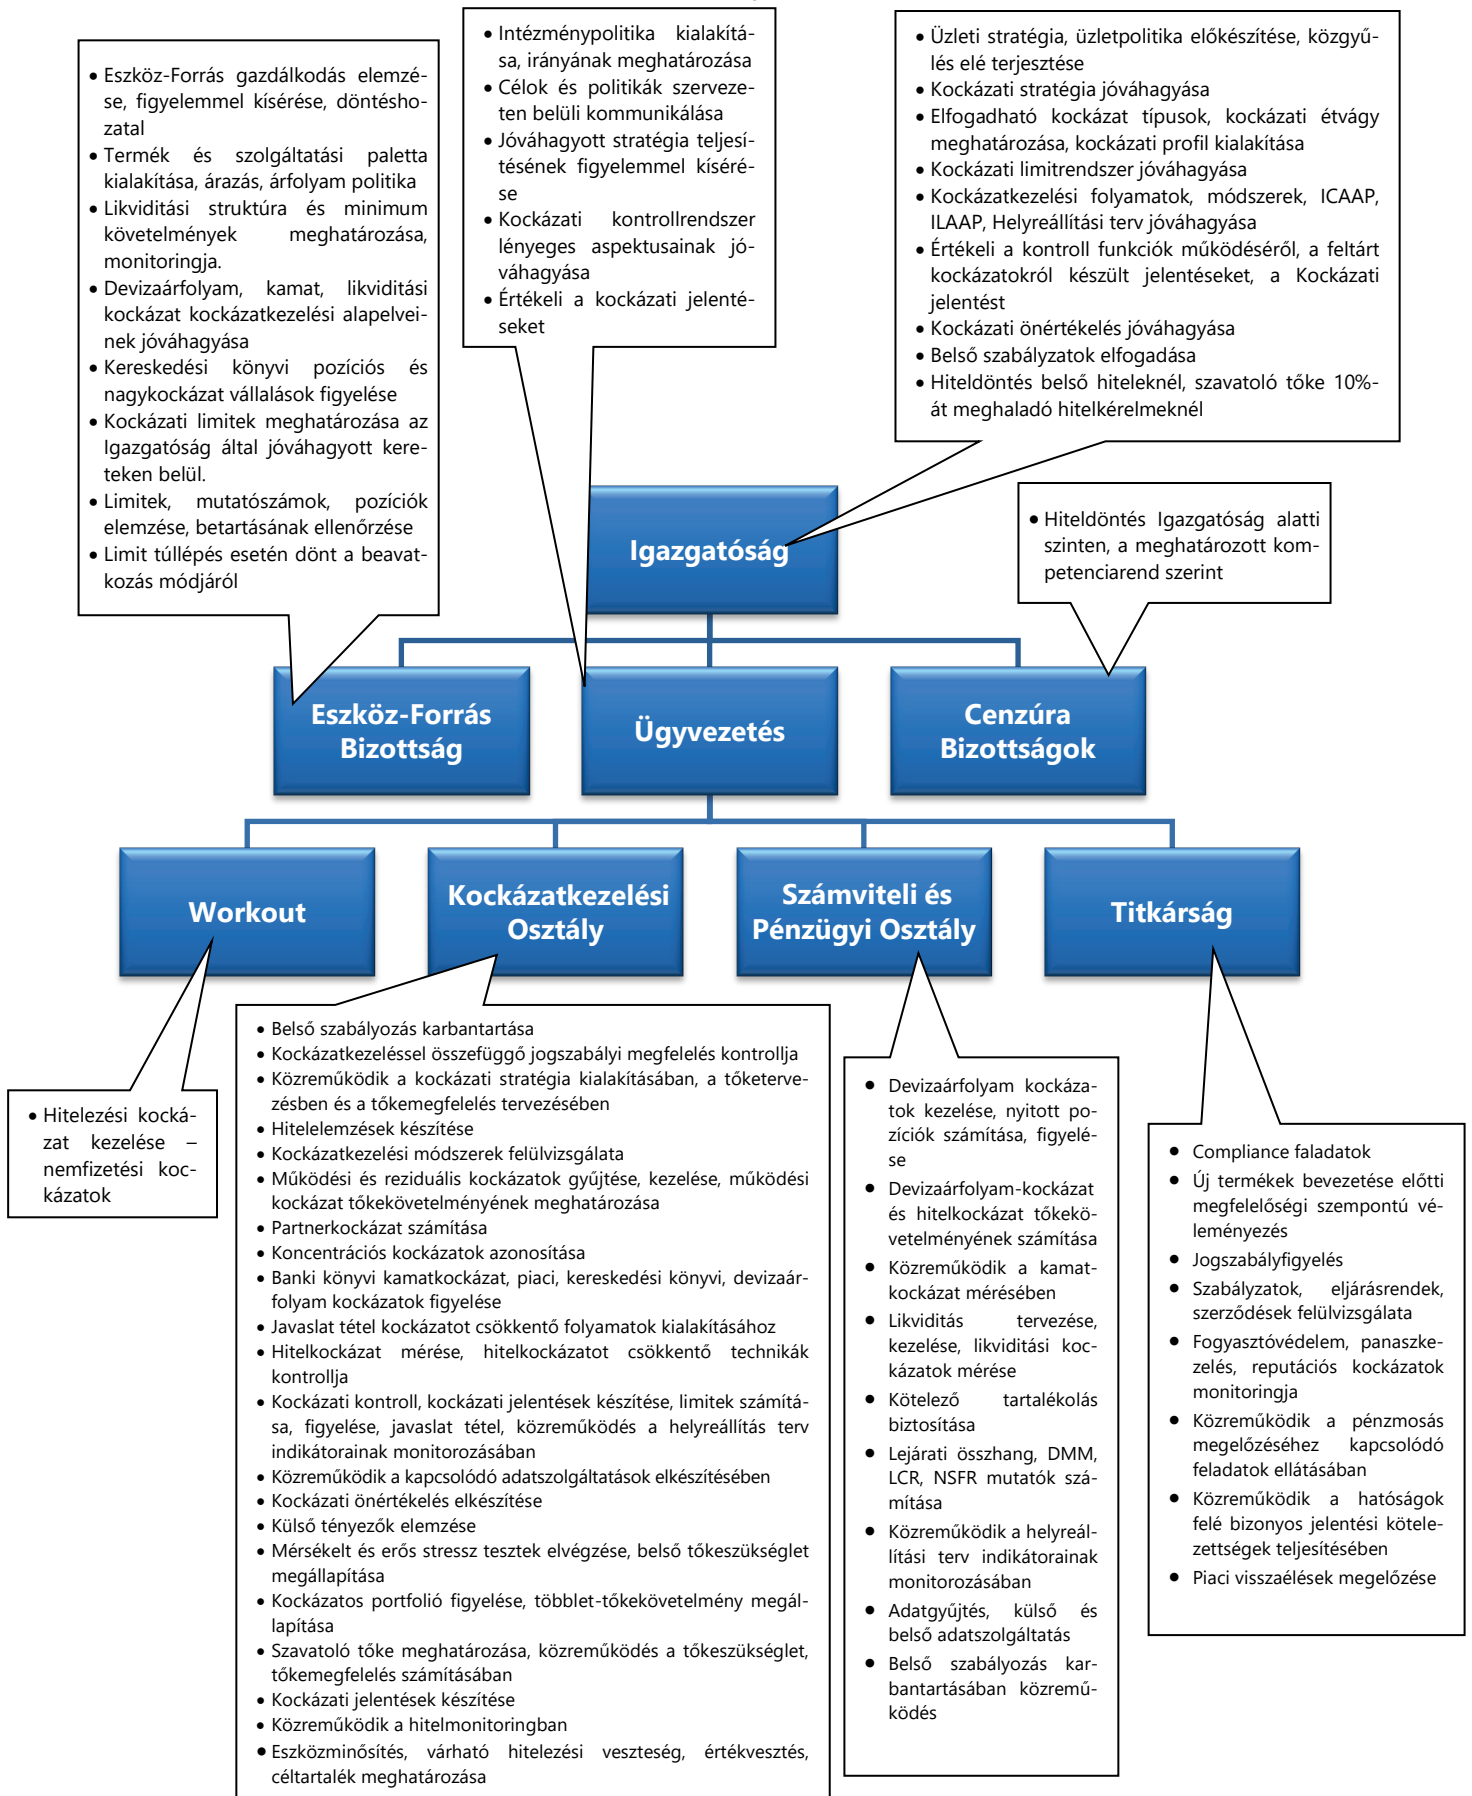 • Eszköz-Forrás gazdálkodás elemzé-
se, figyelemmel kísérése, döntésho-
zatal
• Termék és szolgáltatási paletta
kialakítása, árazás, árfolyam politika
• Likviditási struktúra és minimum
követelmények meghatározása,
monitoringja.
• Devizaárfolyam, kamat, likviditási
kockázat kockázatkezelési alapelvei-
nek jóváhagyása
• Kereskedési könyvi pozíciós és
nagykockázat vállalások figyelése
• Kockázati limitek meghatározása az
Igazgatóság által jóváhagyott kere-
teken belül.
• Limitek, mutatószámok, pozíciók
elemzése, betartásának ellenőrzése
• Limit túllépés esetén dönt a beavat-
kozás módjáról
• Intézménypolitika kialakítá-
sa, irányának meghatározása
• Célok és politikák szerveze-
ten belüli kommunikálása
• Jóváhagyott stratégia teljesí-
tésének figyelemmel kíséré-
se
• Kockázati kontrollrendszer
lényeges aspektusainak jó-
váhagyása
• Értékeli a kockázati jelenté-
seket
• Üzleti stratégia, üzletpolitika előkészítése, közgyű-
lés elé terjesztése
• Kockázati stratégia jóváhagyása
• Elfogadható kockázat típusok, kockázati étvágy
meghatározása, kockázati profil kialakítása
• Kockázati limitrendszer jóváhagyása
• Kockázatkezelési folyamatok, módszerek, ICAAP,
ILAAP, Helyreállítási terv jóváhagyása
• Értékeli a kontroll funkciók működéséről, a feltárt
kockázatokról készült jelentéseket, a Kockázati
jelentést
• Kockázati önértékelés jóváhagyása
• Belső szabályzatok elfogadása
• Hiteldöntés belső hiteleknél, szavatoló tőke 10%-
át meghaladó hitelkérelmeknél
Igazgatóság
• Hiteldöntés Igazgatóság alatti
szinten, a meghatározott kom-
petenciarend szerint
Eszköz-Forrás
Bizottság
Ügyvezetés
Cenzúra
Bizottságok
Workout
Kockázatkezelési
Osztály
Számviteli és
Pénzügyi Osztály
Titkárság
• Hitelezési kocká-
zat kezelése –
nemfizetési koc-
kázatok
• Belső szabályozás karbantartása
• Kockázatkezeléssel összefüggő jogszabályi megfelelés kontrollja
• Közreműködik a kockázati stratégia kialakításában, a tőketerve-
zésben és a tőkemegfelelés tervezésében
• Hitelelemzések készítése
• Kockázatkezelési módszerek felülvizsgálata
• Működési és reziduális kockázatok gyűjtése, kezelése, működési
kockázat tőkekövetelményének meghatározása
• Partnerkockázat számítása
• Koncentrációs kockázatok azonosítása
• Banki könyvi kamatkockázat, piaci, kereskedési könyvi, devizaár-
folyam kockázatok figyelése
• Javaslat tétel kockázatot csökkentő folyamatok kialakításához
• Hitelkockázat mérése, hitelkockázatot csökkentő technikák
kontrollja
• Kockázati kontroll, kockázati jelentések készítése, limitek számítá-
sa, figyelése, javaslat tétel, közreműködés a helyreállítás terv
indikátorainak monitorozásában
• Közreműködik a kapcsolódó adatszolgáltatások elkészítésében
• Kockázati önértékelés elkészítése
• Külső tényezők elemzése
• Mérsékelt és erős stressz tesztek elvégzése, belső tőkeszükséglet
megállapítása
• Kockázatos portfolió figyelése, többlet-tőkekövetelmény megál-
lapítása
• Szavatoló tőke meghatározása, közreműködés a tőkeszükséglet,
tőkemegfelelés számításában
• Kockázati jelentések készítése
• Közreműködik a hitelmonitoringban
• Eszközminősítés, várható hitelezési veszteség, értékvesztés,
céltartalék meghatározása
• Devizaárfolyam kockáza-
tok kezelése, nyitott po-
zíciók számítása, figyelé-
se
• Devizaárfolyam-kockázat
és hitelkockázat tőkekö-
vetelményének számítása
• Közreműködik a kamat-
kockázat mérésében
• Likviditás tervezése,
kezelése, likviditási koc-
kázatok mérése
• Kötelező tartalékolás
biztosítása
• Lejárati összhang, DMM,
LCR, NSFR mutatók szá-
mítása
• Közreműködik a helyreál-
lítási terv indikátorainak
monitorozásában
• Adatgyűjtés, külső és
belső adatszolgáltatás
• Belső szabályozás kar-
bantartásában közremű-
ködés
• Compliance faladatok
• Új termékek bevezetése előtti
megfelelőségi szempontú vé-
leményezés
• Jogszabályfigyelés
• Szabályzatok, eljárásrendek,
szerződések felülvizsgálata
• Fogyasztóvédelem, panaszke-
zelés, reputációs kockázatok
monitoringja
• Közreműködik a pénzmosás
megelőzéséhez kapcsolódó
feladatok ellátásában
• Közreműködik a hatóságok
felé bizonyos jelentési kötele-
zettségek teljesítésében
• Piaci visszaélések megelőzése